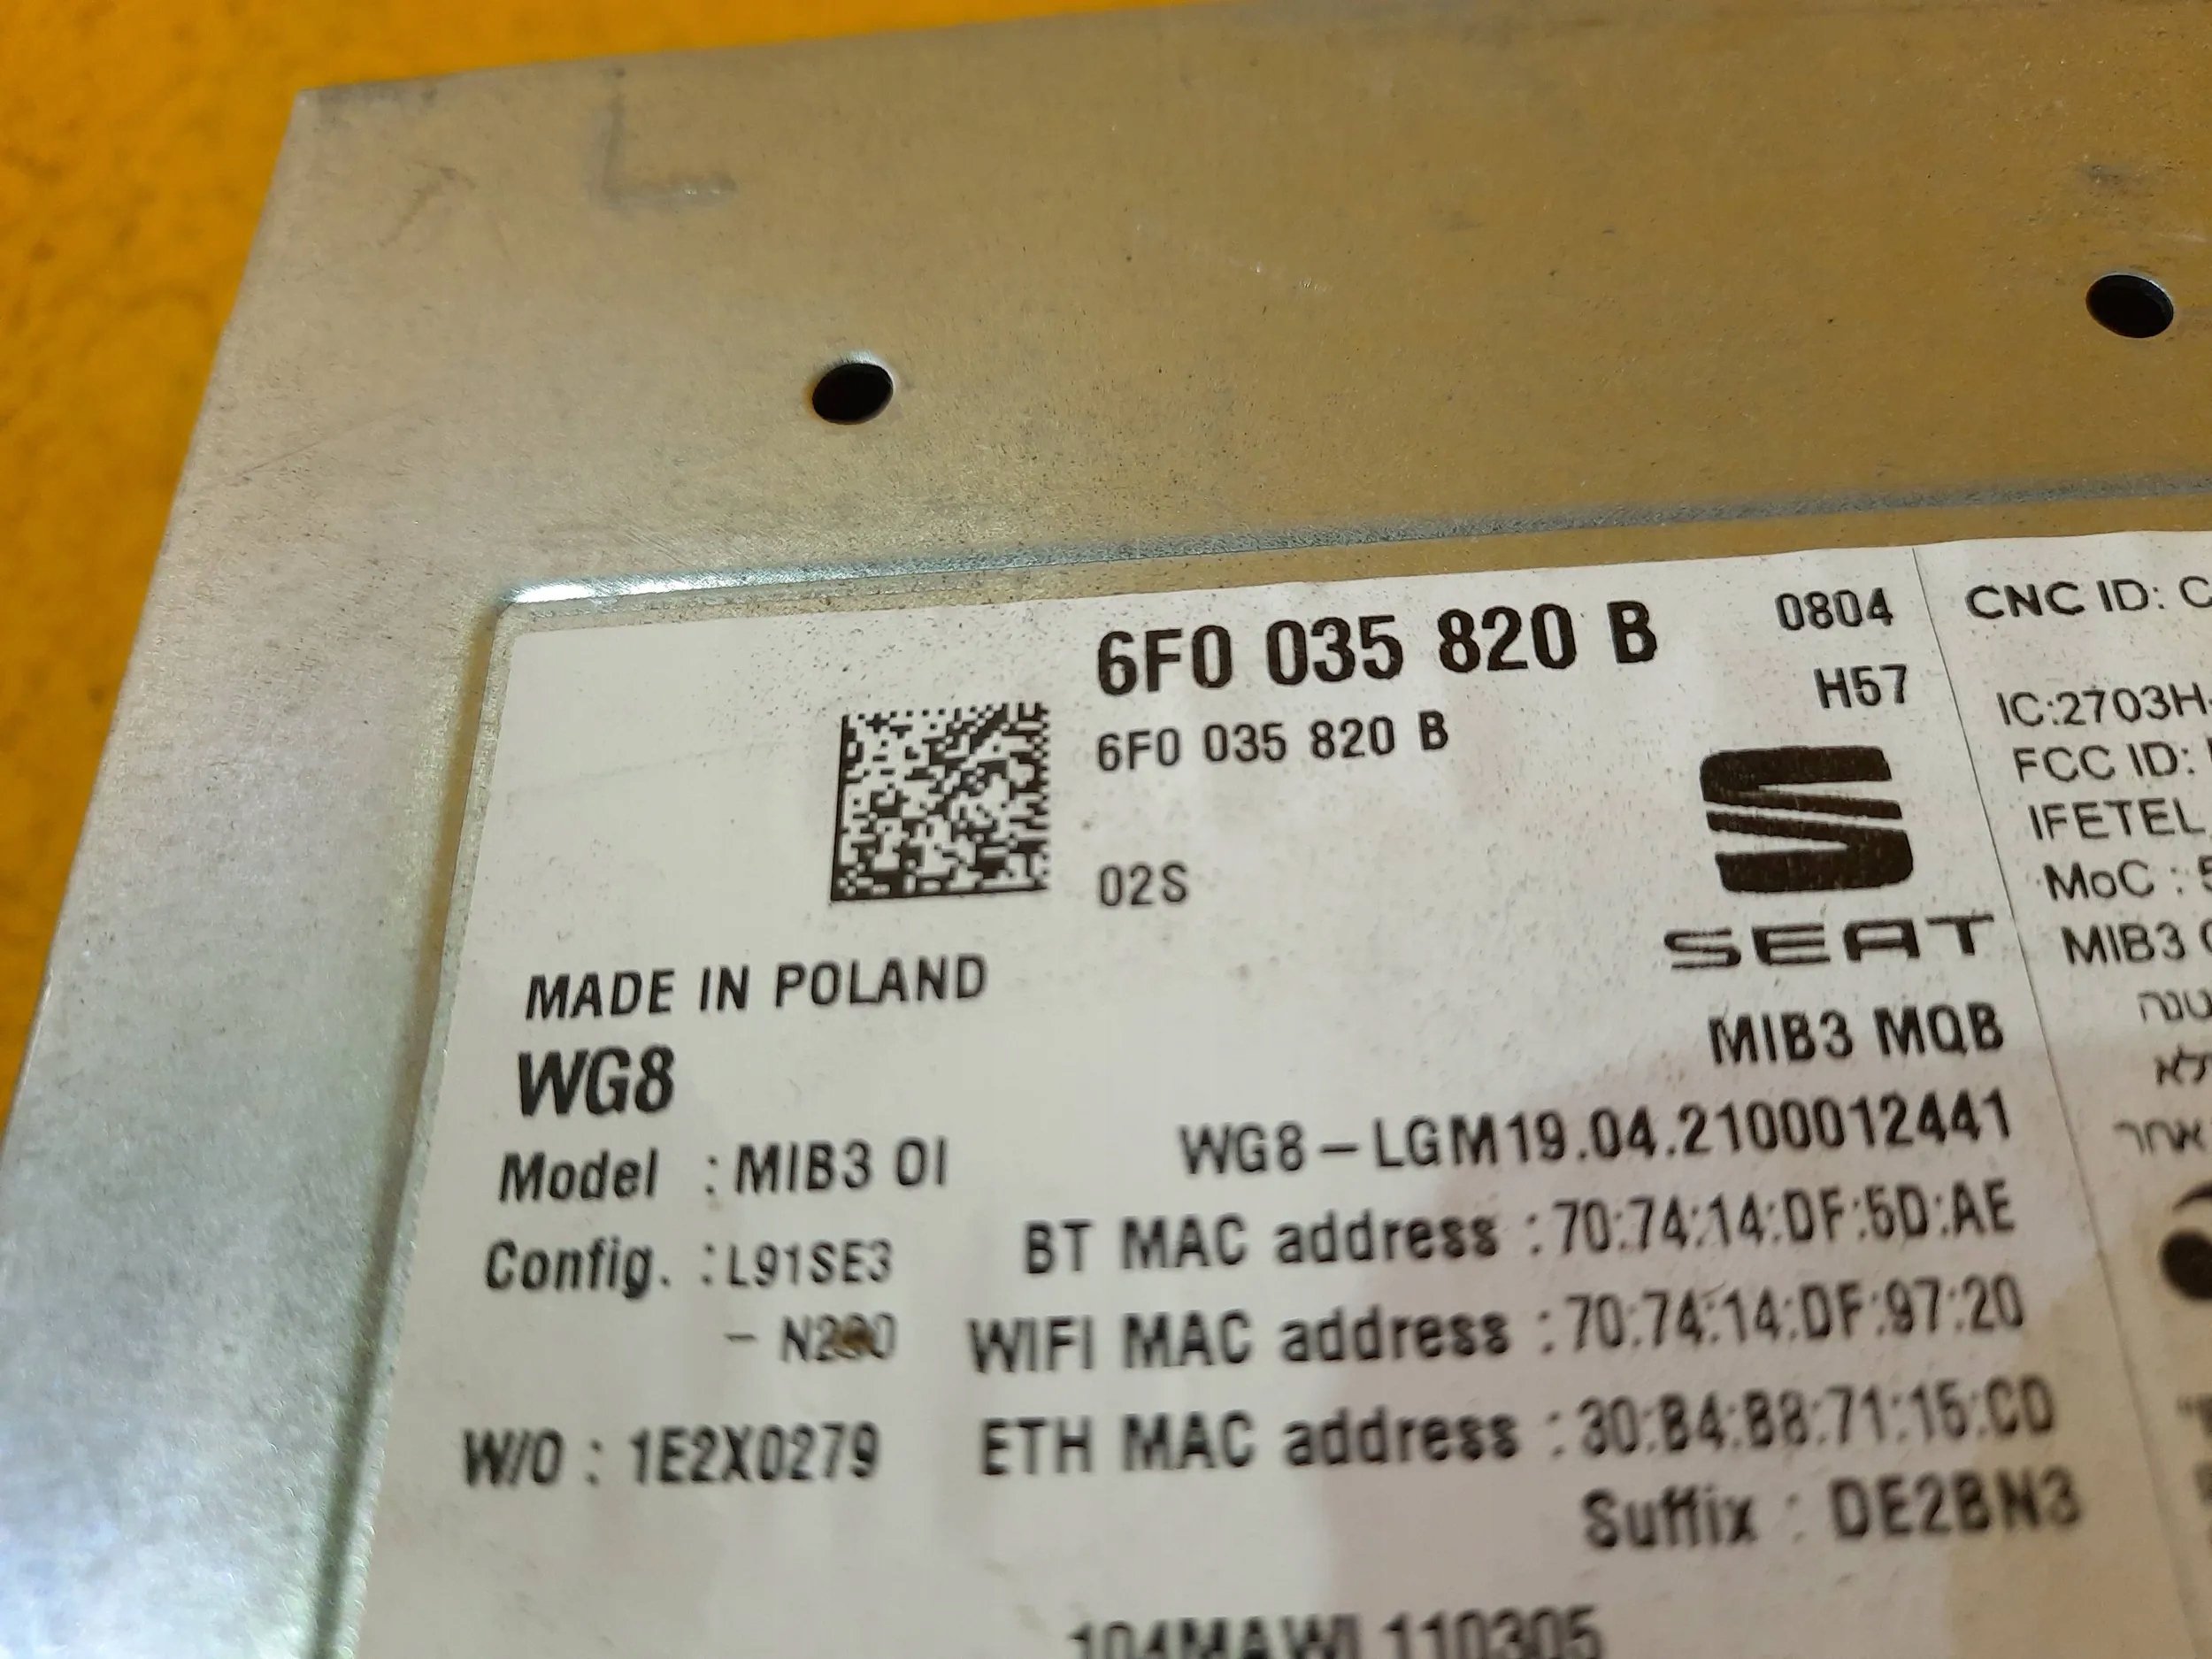 6F0 035 820 B
0804
H57
6F0 035 820 B
02S
SEAT
MADE IN POLAND
MIB3 MQB
WG8
WG8-LGM19.04.2100012441
Model : MIB3 OI
BT MAC address : 70:74:14:DF:5D:AE
Config. : L91SE3
WIFI MAC address : 70:74:14:DF:97:20
W/O : 1E2X0279
ETH MAC address : 30:B4:B8:71:15:CD
Suffix : DE2BN3
104MAWL110305
CNC ID: C
IC:2703H-
FCC ID:
IFETEL
MoC : 5
MIB3
אחר